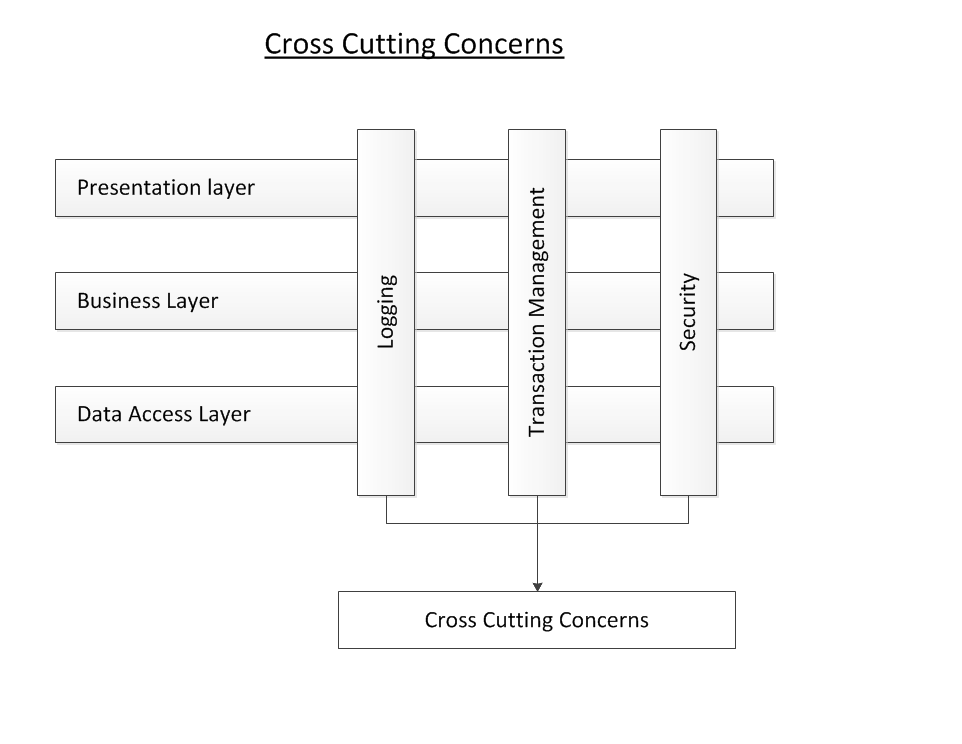 Cross Cutting Concerns
Presentation layer
Business Layer
Data Access Layer
Logging
Transaction Management
Security
Cross Cutting Concerns